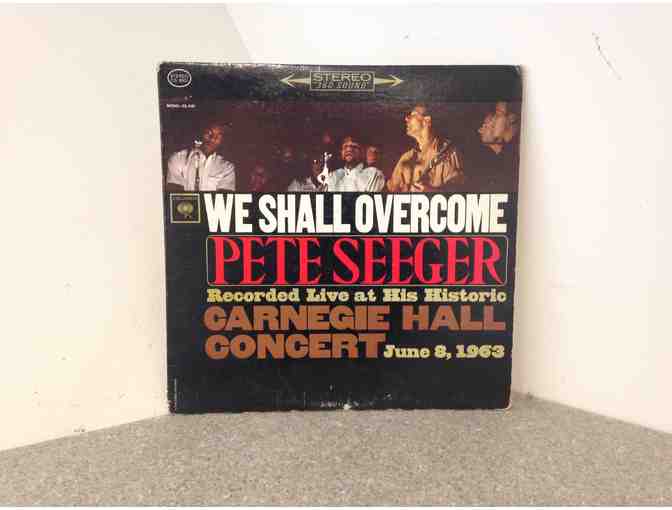 STEREO
"360 SOUND"
COLUMBIA
WE SHALL OVERCOME
PETE SEEGER
Recorded Live at His Historic
CARNEGIE HALL
CONCERT June 8, 1963